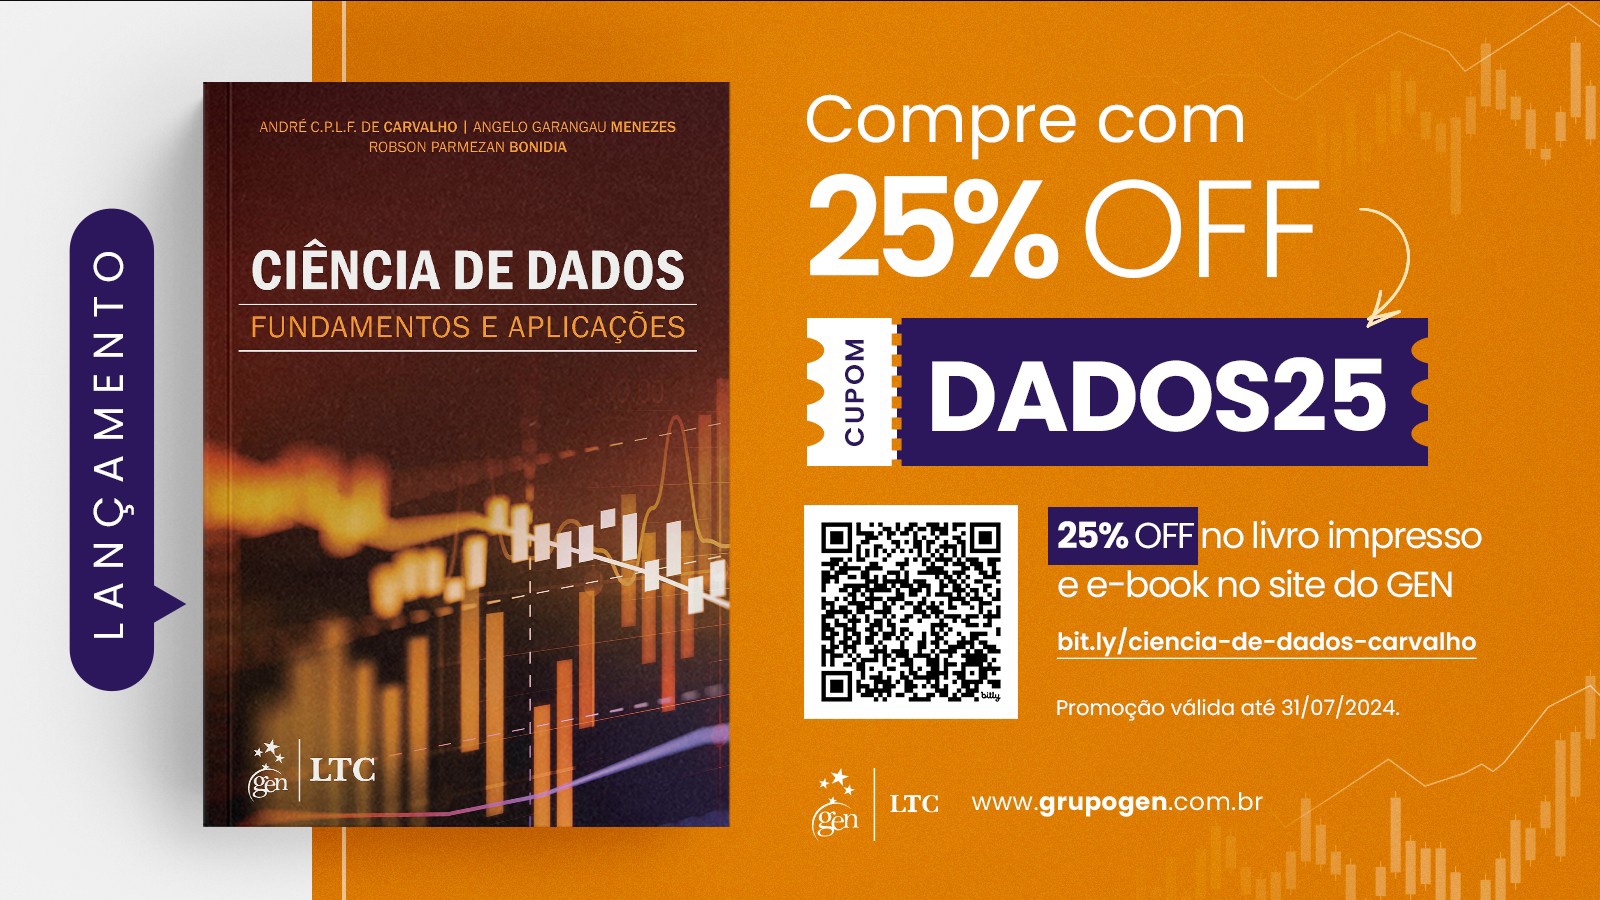 LANÇAMENTO
ANDRÉ C.P.L.F. DE CARVALHO | ANGELO GARANGAU MENEZES
ROBSON PARMEZAN BONIDIA
CIÊNCIA DE DADOS
FUNDAMENTOS E APLICAÇÕES
gen | LTC
Compre com
25% OFF
CUPOM
DADOS25
25% OFF no livro impresso
e e-book no site do GEN
bit.ly/ciencia-de-dados-carvalho
Promoção válida até 31/07/2024.
bitly
gen | LTC
www.grupogen.com.br